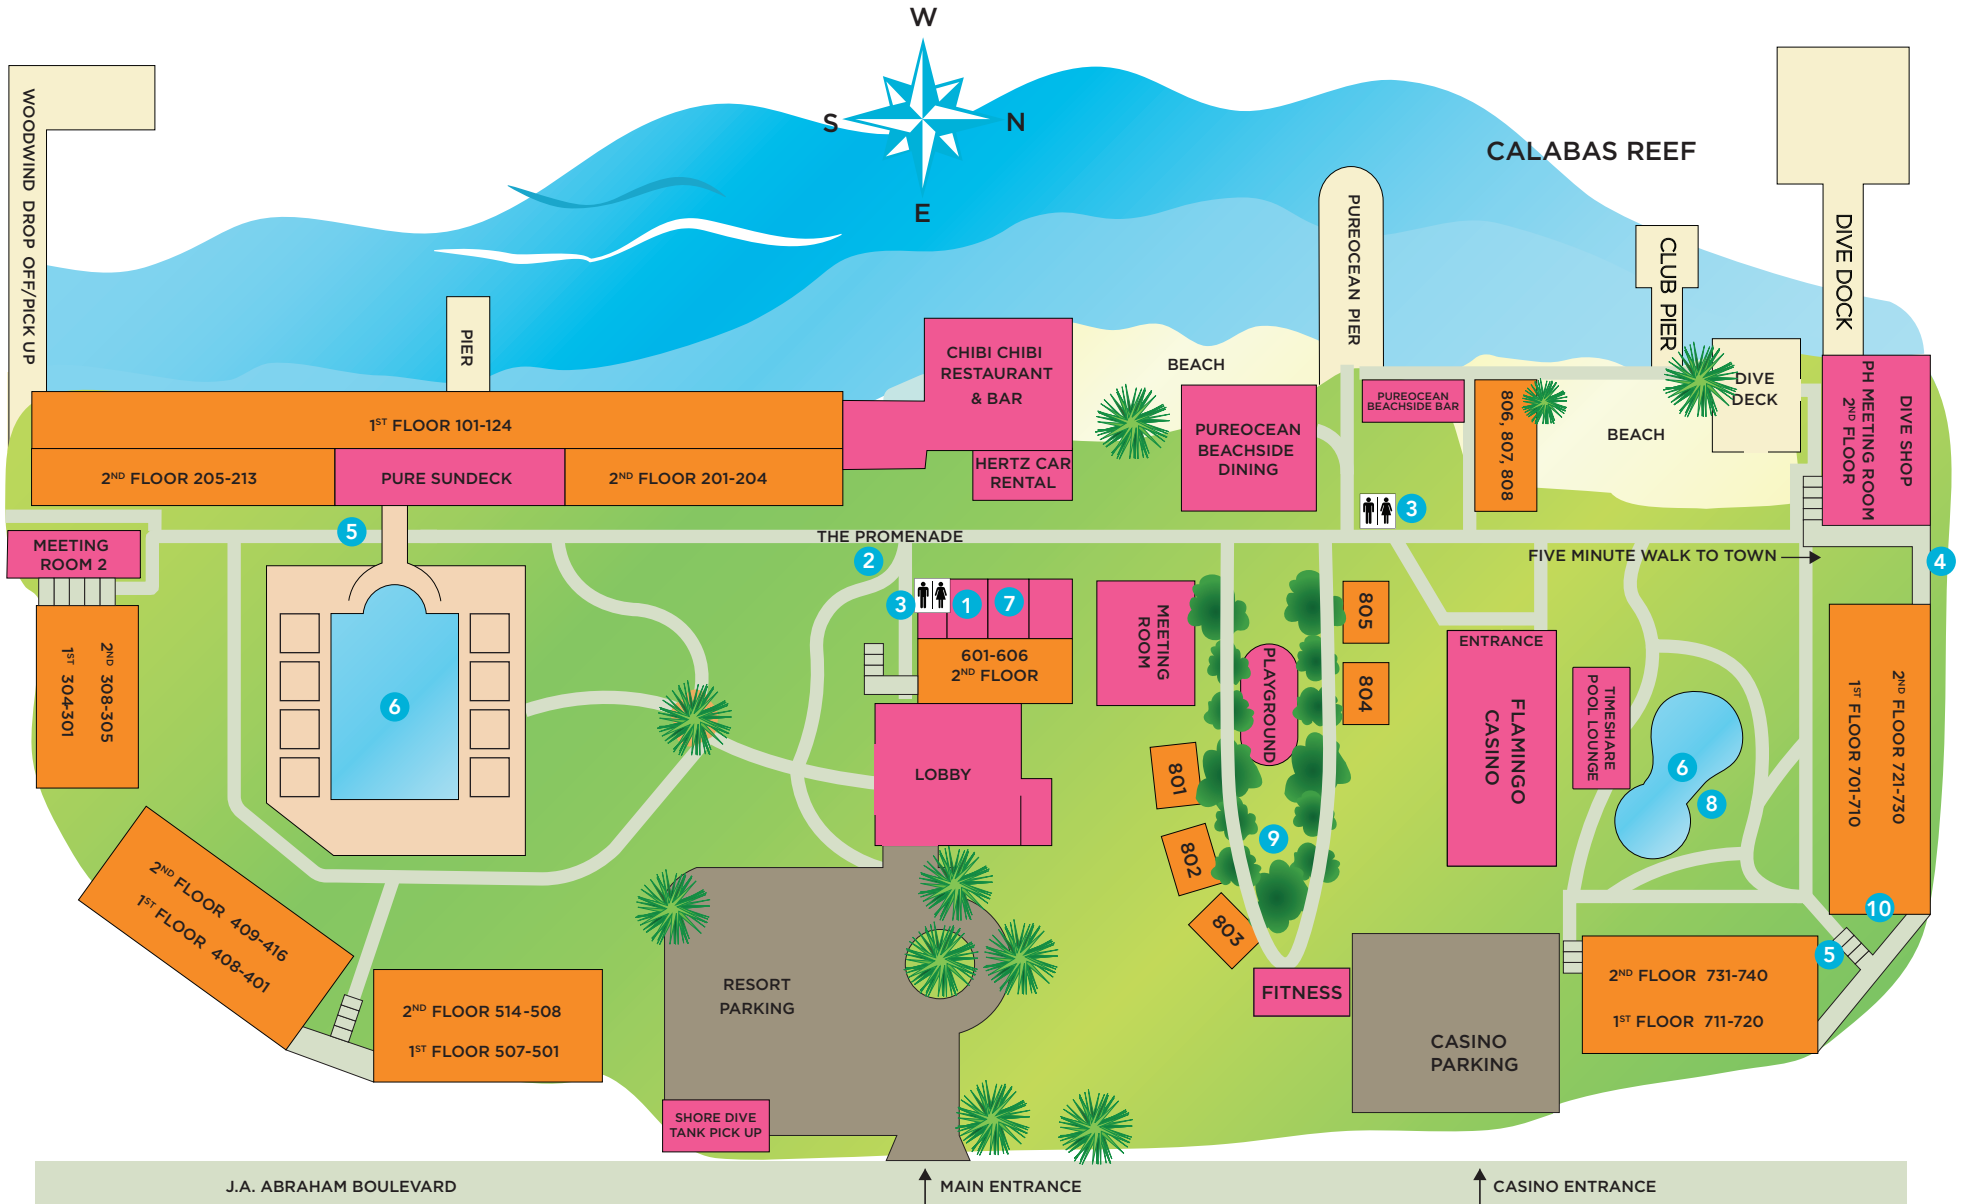 W
S
N
E
CALABAS REEF
WOODWIND DROP OFF/PICK UP
PIER
PUREOCEAN PIER
CLUB PIER
DIVE DOCK
CHIBI CHIBI
RESTAURANT
& BAR
BEACH
HERTZ CAR
RENTAL
PUREOCEAN
BEACHSIDE
DINING
PUREOCEAN
BEACHSIDE BAR
806, 807, 808
BEACH
DIVE
DECK
DIVE SHOP
PH MEETING ROOM
2ND FLOOR
1ST FLOOR 101-124
2ND FLOOR 205-213
PURE SUNDECK
2ND FLOOR 201-204
5
THE PROMENADE
2
3
FIVE MINUTE WALK TO TOWN
4
MEETING
ROOM 2
2ND 308-305
1ST 304-301
6
3
1
7
601-606
2ND FLOOR
LOBBY
MEETING
ROOM
PLAYGROUND
805
804
801
802
803
9
FITNESS
ENTRANCE
FLAMINGO
CASINO
TIMESHARE
POOL LOUNGE
6
8
2ND FLOOR 721-730
1ST FLOOR 701-710
10
5
2ND FLOOR 731-740
1ST FLOOR 711-720
2ND FLOOR 409-416
1ST FLOOR 408-401
2ND FLOOR 514-508
1ST FLOOR 507-501
RESORT
PARKING
CASINO
PARKING
SHORE DIVE
TANK PICK UP
J.A. ABRAHAM BOULEVARD
MAIN ENTRANCE
CASINO ENTRANCE